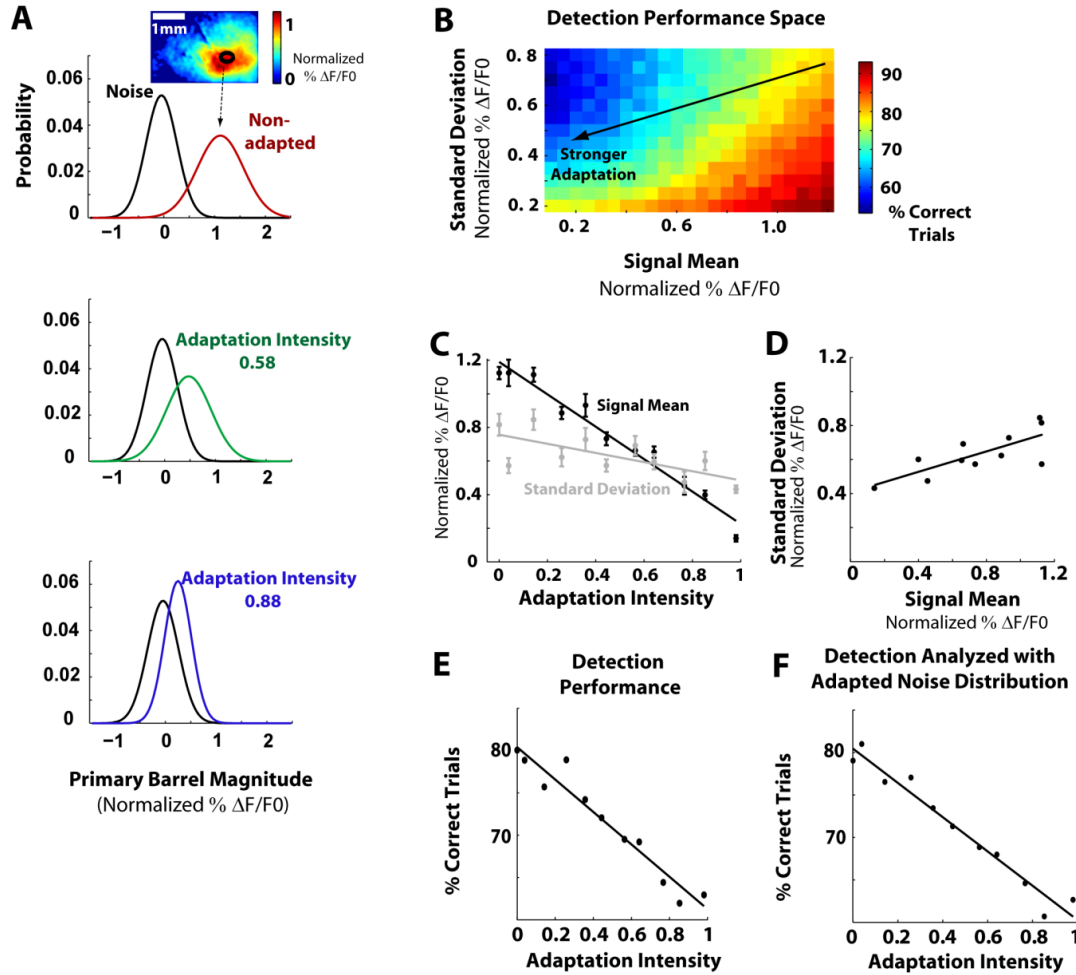 A
1mm
1
0
Normalized
% ΔF/F0
Probability
0.06
0.04
0.02
0
Noise
Non-
adapted
−1 0 1 2
0.06
0.04
0.02
0
Adaptation Intensity
0.58
−1 0 1 2
0.06
0.04
0.02
0
Adaptation Intensity
0.88
−1 0 1 2
Primary Barrel Magnitude
(Normalized % ΔF/F0)
B
Detection Performance Space
Standard Deviation
Normalized % ΔF/F0
0.8
0.6
0.4
0.2
Stronger
Adaptation
0. 2 0.6 1.0
Signal Mean
Normalized % ΔF/F0
90
80
70
60
% Correct
Trials
C
Normalized % ΔF/F0
1.2
0.8
0.4
0
Signal Mean
Standard Deviation
0 0.2 0.4 0.6 0.8 1
Adaptation Intensity
D
Standard Deviation
Normalized % ΔF/F0
1.2
0.8
0.4
0 0.4 0.8 1.2
Signal Mean
Normalized % ΔF/F0
E
Detection
Performance
% Correct Trials
80
70
0 0.2 0.4 0.6 0.8 1
Adaptation Intensity
F
Detection Analyzed with
Adapted Noise Distribution
% Correct Trials
80
70
0 0.2 0.4 0.6 0.8 1
Adaptation Intensity